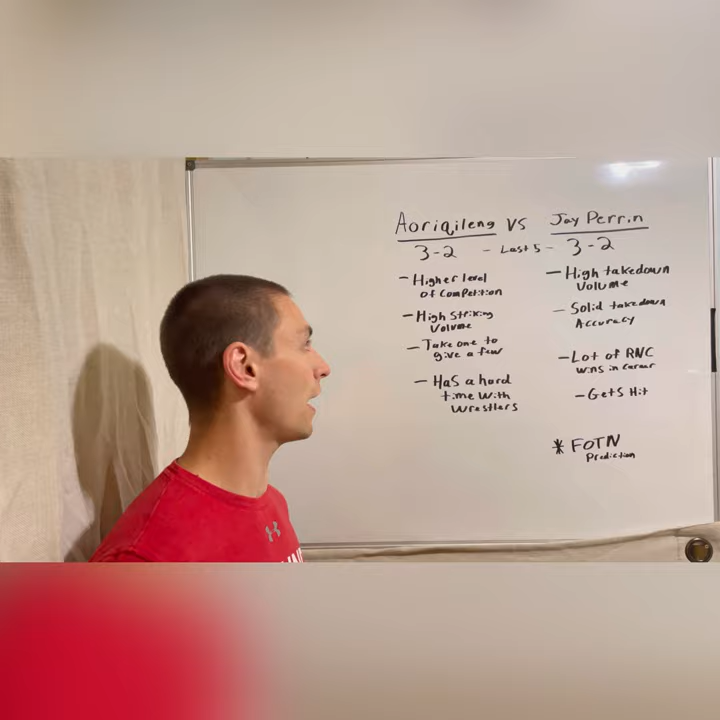 Aoriqileng vs Jay Perrin
3-2 - Last 5 - 3-2
- Higher level
of competition
- High Striking
Volume
- Take one to
give a few
- Has a hard
time with
wrestlers
- High takedown
Volume
- Solid takedown
Accuracy
- Lot of RNC
wins in career
- Gets Hit
* FOTN
Prediction